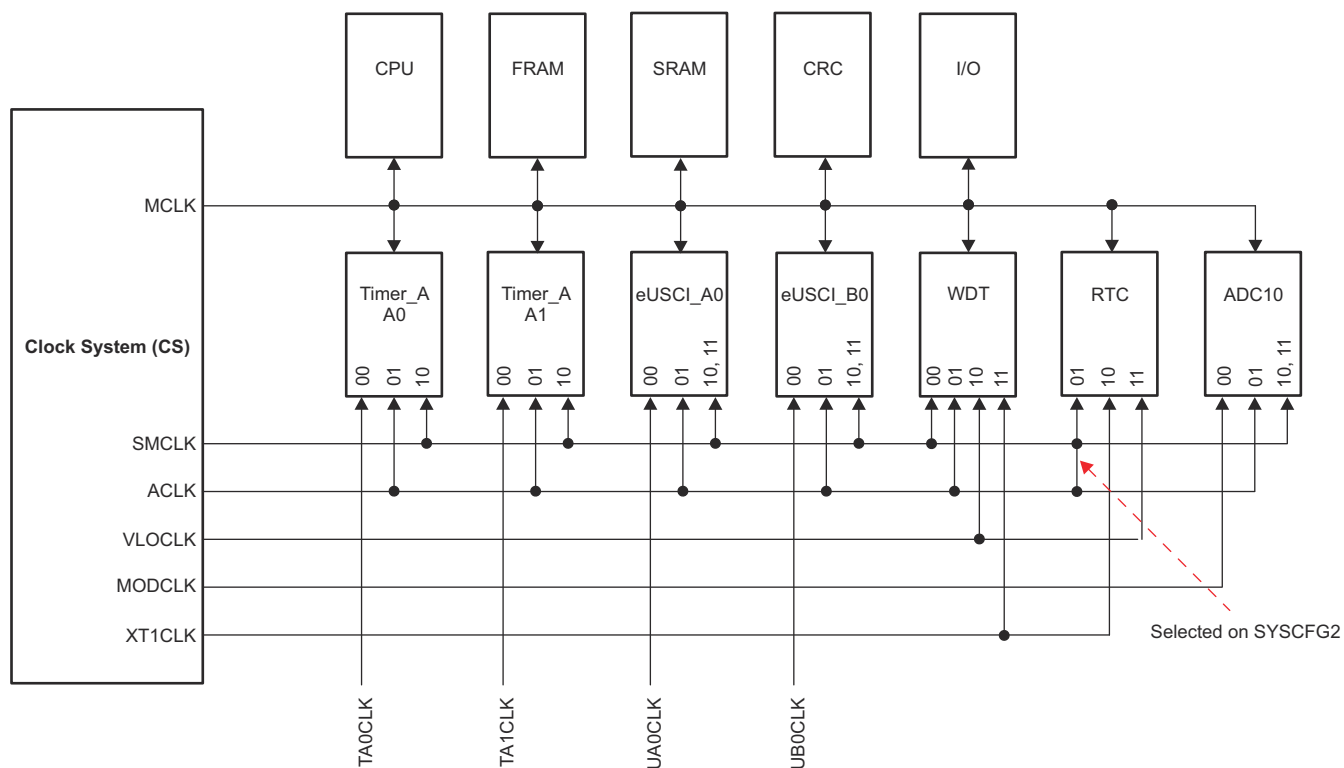 CPU
FRAM
SRAM
CRC
I/O
Clock System (CS)
MCLK
SMCLK
ACLK
VLOCLK
MODCLK
XT1CLK
Timer_A
A0
00
01
10
Timer_A
A1
00
01
10
eUSCI_A0
00
01
10, 11
eUSCI_B0
00
01
10, 11
WDT
00
01
10
11
RTC
01
10
11
ADC10
00
01
10, 11
Selected on SYSCFG2
TA0CLK
TA1CLK
UA0CLK
UB0CLK